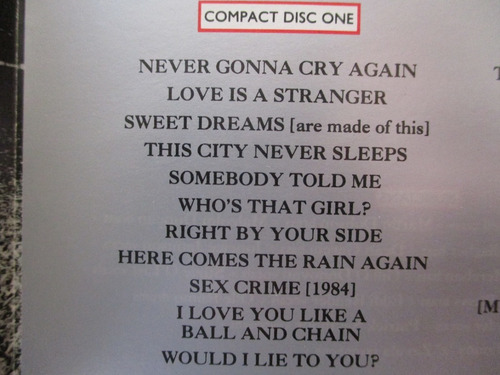 COMPACT DISC ONE
NEVER GONNA CRY AGAIN
LOVE IS A STRANGER
SWEET DREAMS [are made of this]
THIS CITY NEVER SLEEPS
SOMEBODY TOLD ME
WHO'S THAT GIRL?
RIGHT BY YOUR SIDE
HERE COMES THE RAIN AGAIN
SEX CRIME [1984]
I LOVE YOU LIKE A
BALL AND CHAIN
WOULD I LIE TO YOU?